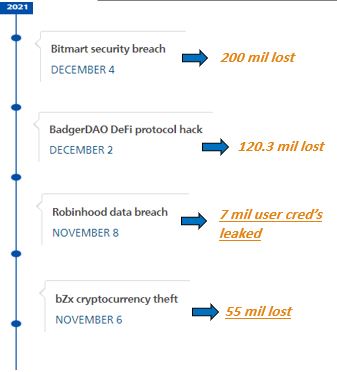 2021
Bitmart security breach
DECEMBER 4
200 mil lost
BadgerDAO DeFi protocol hack
DECEMBER 2
120.3 mil lost
Robinhood data breach
NOVEMBER 8
7 mil user cred's
leaked
bZx cryptocurrency theft
NOVEMBER 6
55 mil lost